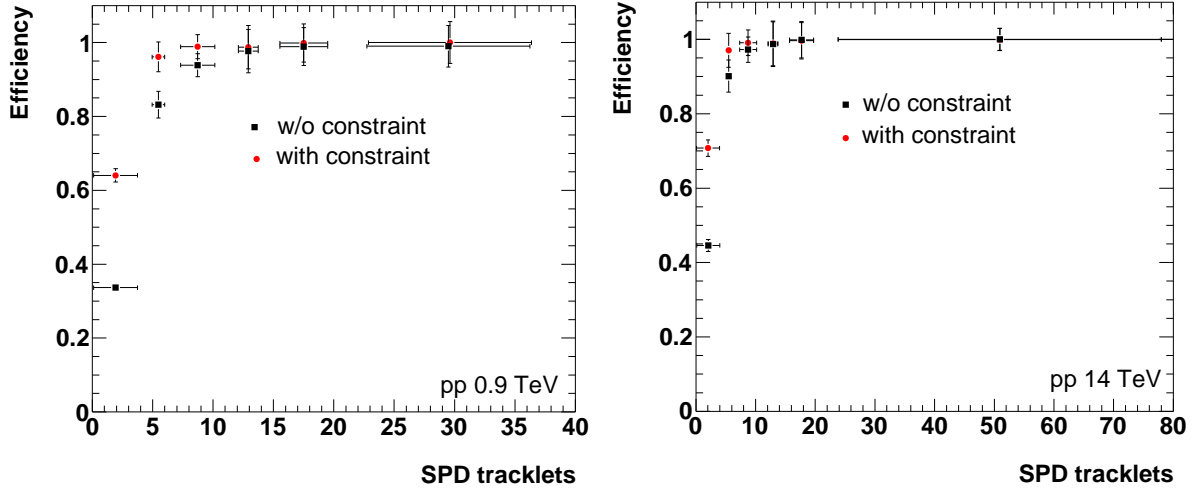 Efficiency
1
0.8
0.6
0.4
0.2
0
w/o constraint
with constraint
pp 0.9 TeV
0 5 10 15 20 25 30 35 40
SPD tracklets
Efficiency
1
0.8
0.6
0.4
0.2
0
w/o constraint
with constraint
pp 14 TeV
0 10 20 30 40 50 60 70 80
SPD tracklets